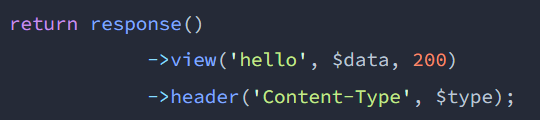 return response()
->view('hello', $data, 200)
->header('Content-Type', $type);